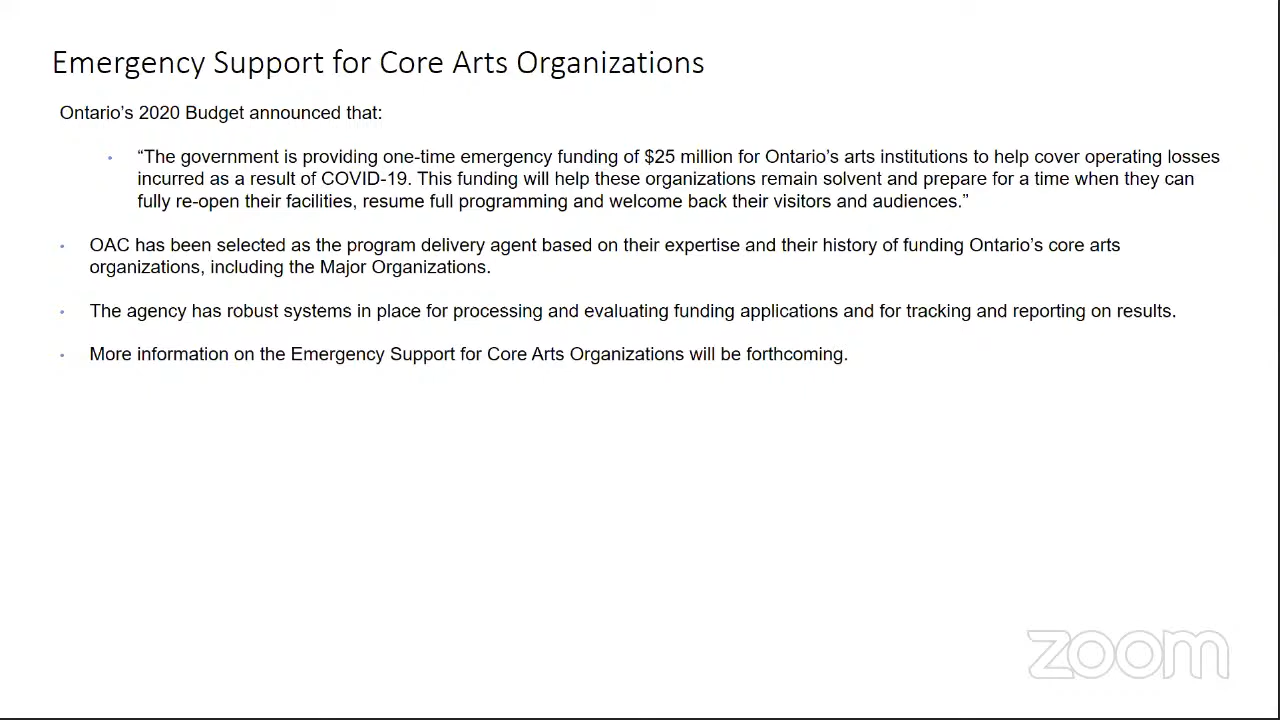 Emergency Support for Core Arts Organizations
Ontario’s 2020 Budget announced that:
• “The government is providing one-time emergency funding of $25 million for Ontario’s arts institutions to help cover operating losses
incurred as a result of COVID-19. This funding will help these organizations remain solvent and prepare for a time when they can
fully re-open their facilities, resume full programming and welcome back their visitors and audiences.”
• OAC has been selected as the program delivery agent based on their expertise and their history of funding Ontario’s core arts
organizations, including the Major Organizations.
• The agency has robust systems in place for processing and evaluating funding applications and for tracking and reporting on results.
• More information on the Emergency Support for Core Arts Organizations will be forthcoming.
zoom